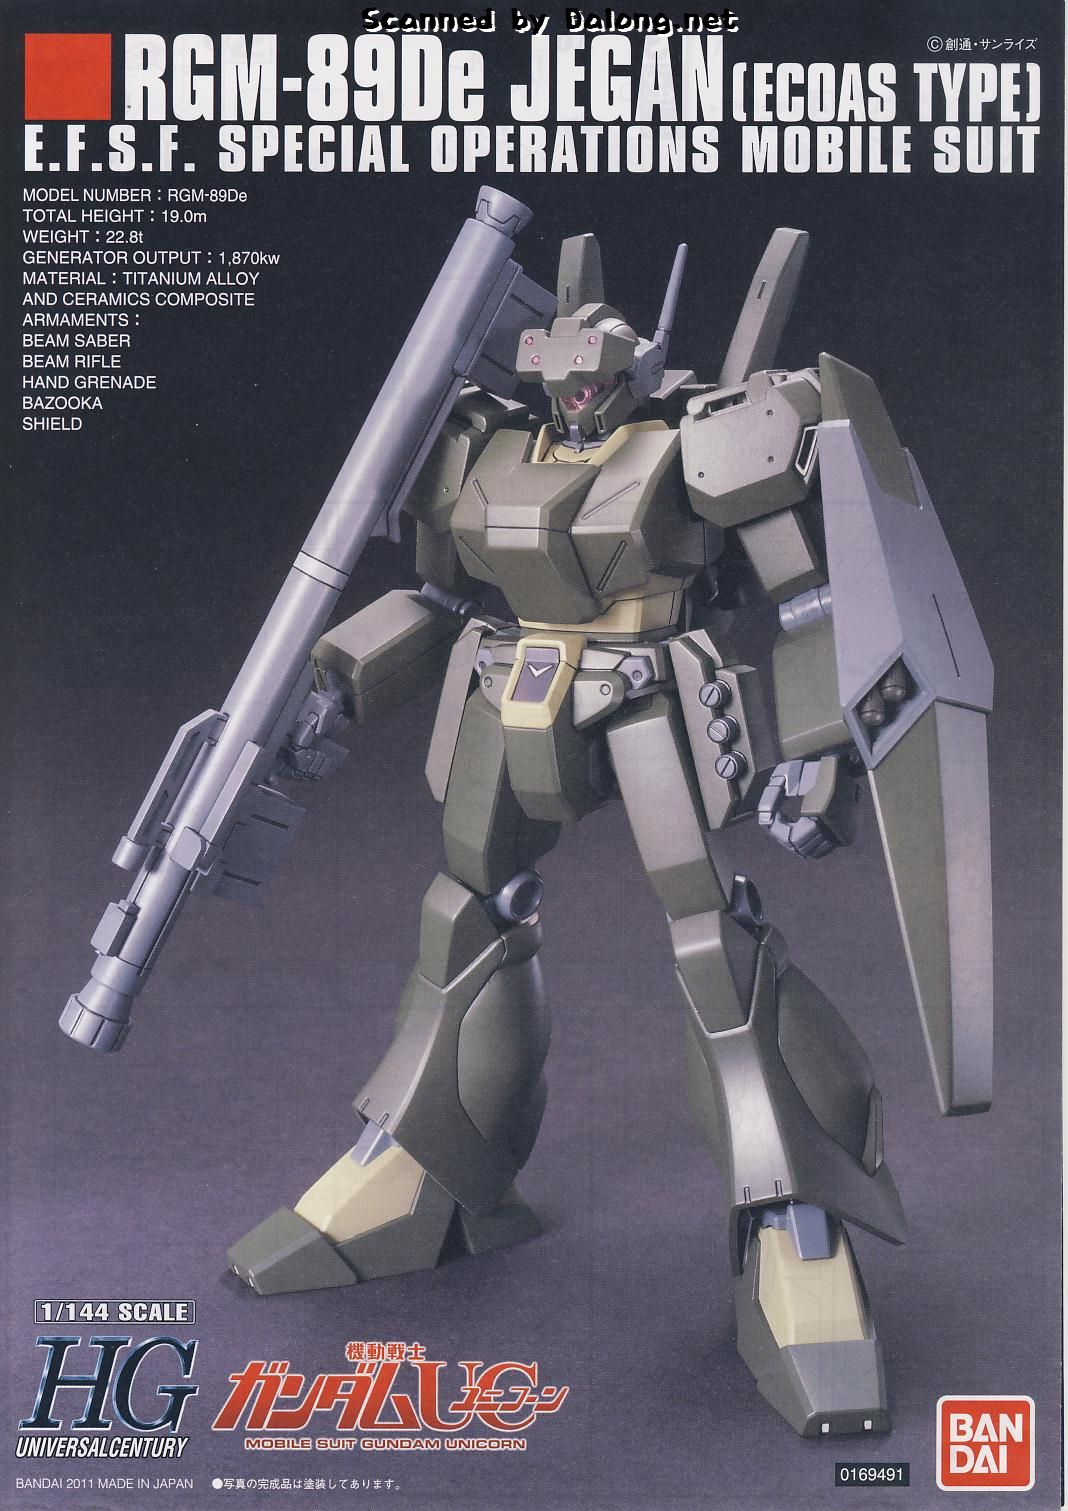 Scanned by Dalong.net
©創通・サンライズ
RGM-89De JEGAN (ECOAS TYPE)
E.F.S.F. SPECIAL OPERATIONS MOBILE SUIT
MODEL NUMBER：RGM-89De
TOTAL HEIGHT：19.0m
WEIGHT：22.8t
GENERATOR OUTPUT：1,870kw
MATERIAL：TITANIUM ALLOY
AND CERAMICS COMPOSITE
ARMAMENTS：
BEAM SABER
BEAM RIFLE
HAND GRENADE
BAZOOKA
SHIELD
1/144 SCALE
HG
UNIVERSAL CENTURY
機動戦士
ガンダムUC
ユニコーン
MOBILE SUIT GUNDAM UNICORN
BAN
DAI
0169491
BANDAI 2011 MADE IN JAPAN ●写真の完成品は塗装してあります。